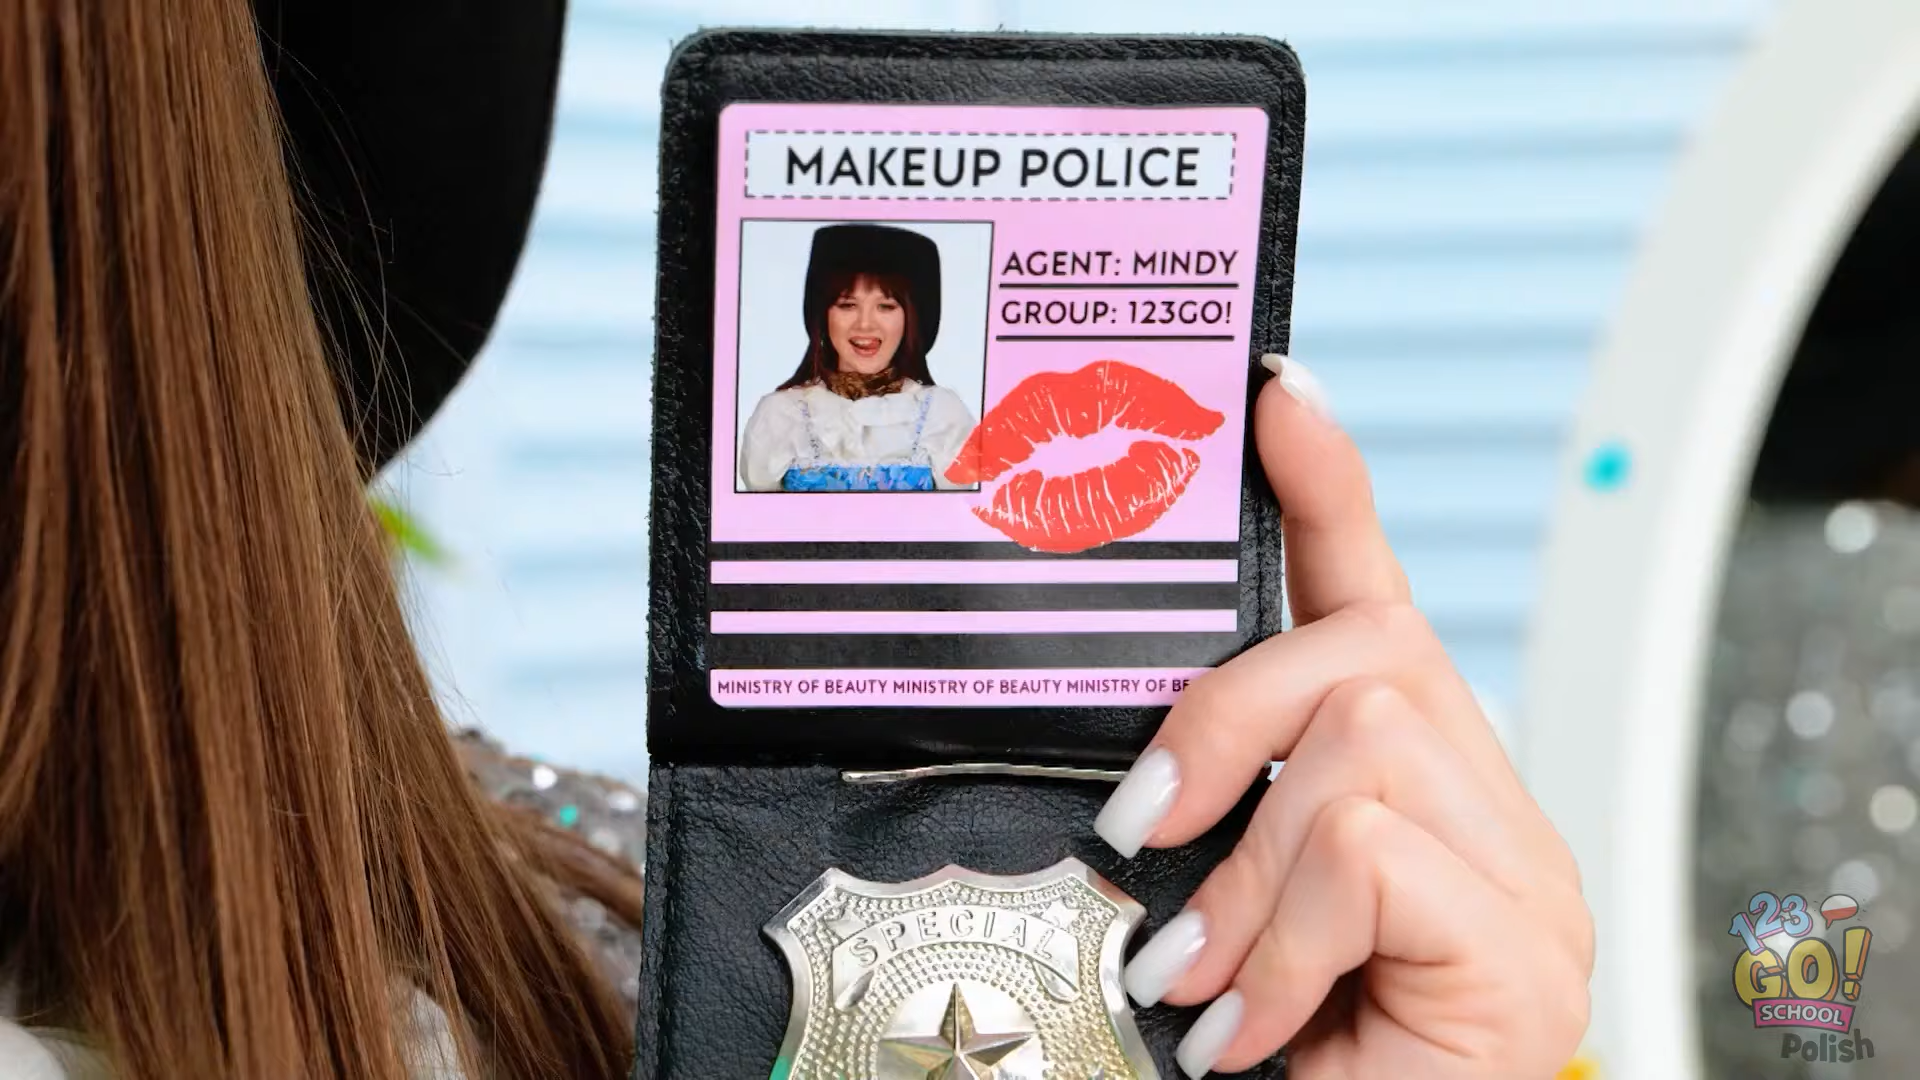 MAKEUP POLICE
AGENT: MINDY
GROUP: 123GO!
MINISTRY OF BEAUTY MINISTRY OF BEAUTY MINISTRY OF BE
SPECIAL
123
GO!
SCHOOL
Polish